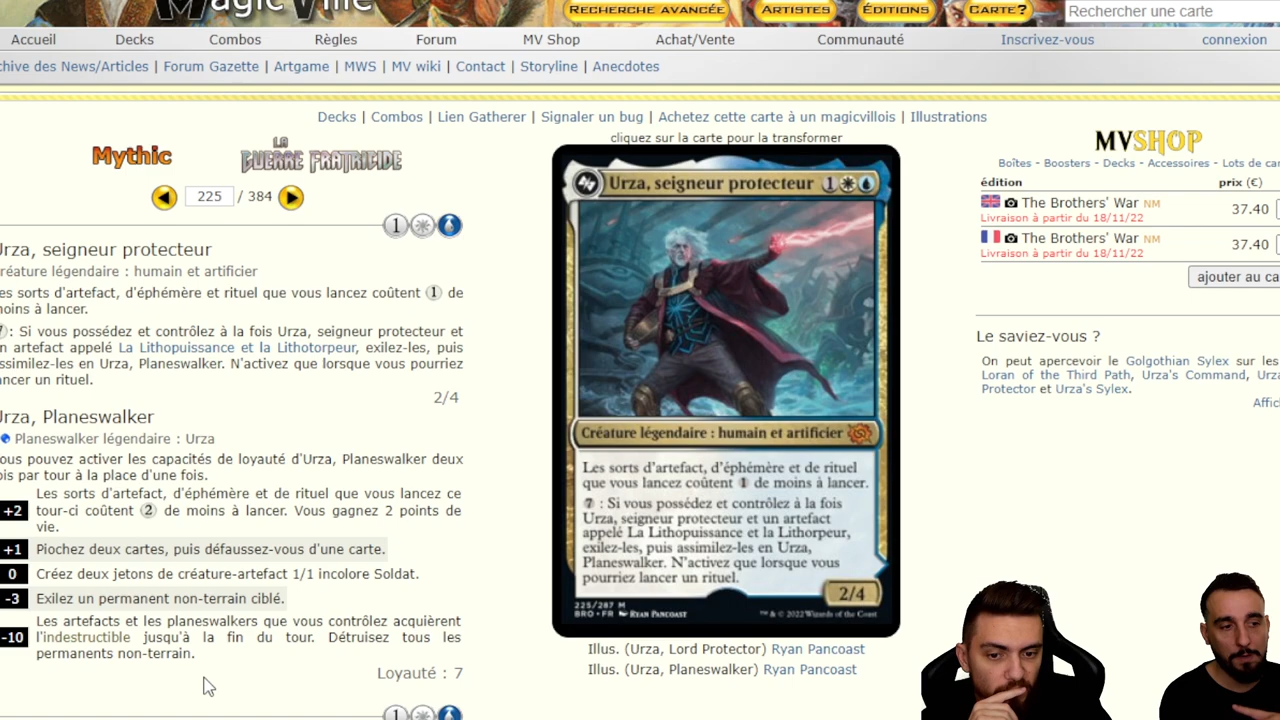 MagicVille
RECHERCHE AVANCÉE
ARTISTES
ÉDITIONS
CARTE?
Rechercher une carte
Accueil
Decks
Combos
Règles
Forum
MV Shop
Achat/Vente
Communauté
Inscrivez-vous
connexion
chive des News/Articles | Forum Gazette | Artgame | MWS | MV wiki | Contact | Storyline | Anecdotes
Decks | Combos | Lien Gatherer | Signaler un bug | Achetez cette carte à un magicvillois | Illustrations
Mythic
LA
GUERRE FRATRICIDE
225 / 384
1
Urza, seigneur protecteur
réature légendaire : humain et artificier
es sorts d'artefact, d'éphémère et rituel que vous lancez coûtent 1 de
noins à lancer.
7: Si vous possédez et contrôlez à la fois Urza, seigneur protecteur et
n artefact appelé La Lithopuissance et la Lithotorpeur, exilez-les, puis
ssimilez-les en Urza, Planeswalker. N'activez que lorsque vous pourriez
ancer un rituel.
2/4
Urza, Planeswalker
Planeswalker légendaire : Urza
ous pouvez activer les capacités de loyauté d'Urza, Planeswalker deux
ois par tour à la place d'une fois.
+2 Les sorts d'artefact, d'éphémère et de rituel que vous lancez ce
tour-ci coûtent 2 de moins à lancer. Vous gagnez 2 points de
vie.
+1 Piochez deux cartes, puis défaussez-vous d'une carte.
0 Créez deux jetons de créature-artefact 1/1 incolore Soldat.
-3 Exilez un permanent non-terrain ciblé.
-10 Les artefacts et les planeswalkers que vous contrôlez acquièrent
l'indestructible jusqu'à la fin du tour. Détruisez tous les
permanents non-terrain.
Loyauté : 7
1
cliquez sur la carte pour la transformer
Urza, seigneur protecteur 1
Créature légendaire : humain et artificier
Les sorts d'artefact, d'éphémère et de rituel
que vous lancez coûtent 1 de moins à lancer.
7 : Si vous possédez et contrôlez à la fois
Urza, seigneur protecteur et un artefact
appelé La Lithopuissance et la Lithorpeur,
exilez-les, puis assimilez-les en Urza,
Planeswalker. N'activez que lorsque vous
pourriez lancer un rituel.
2/4
225/287 M
BRO • FR RYAN PANCOAST
™ & © 2022 Wizards of the Coast
Illus. (Urza, Lord Protector) Ryan Pancoast
Illus. (Urza, Planeswalker) Ryan Pancoast
MVSHOP
Boîtes - Boosters - Decks - Accessoires - Lots de car
édition
prix (€)
The Brothers' War NM
37.40
Livraison à partir du 18/11/22
The Brothers' War NM
37.40
Livraison à partir du 18/11/22
ajouter au ca
Le saviez-vous ?
On peut apercevoir le Golgothian Sylex sur les
Loran of the Third Path, Urza's Command, Urza
Protector et Urza's Sylex.
Affic